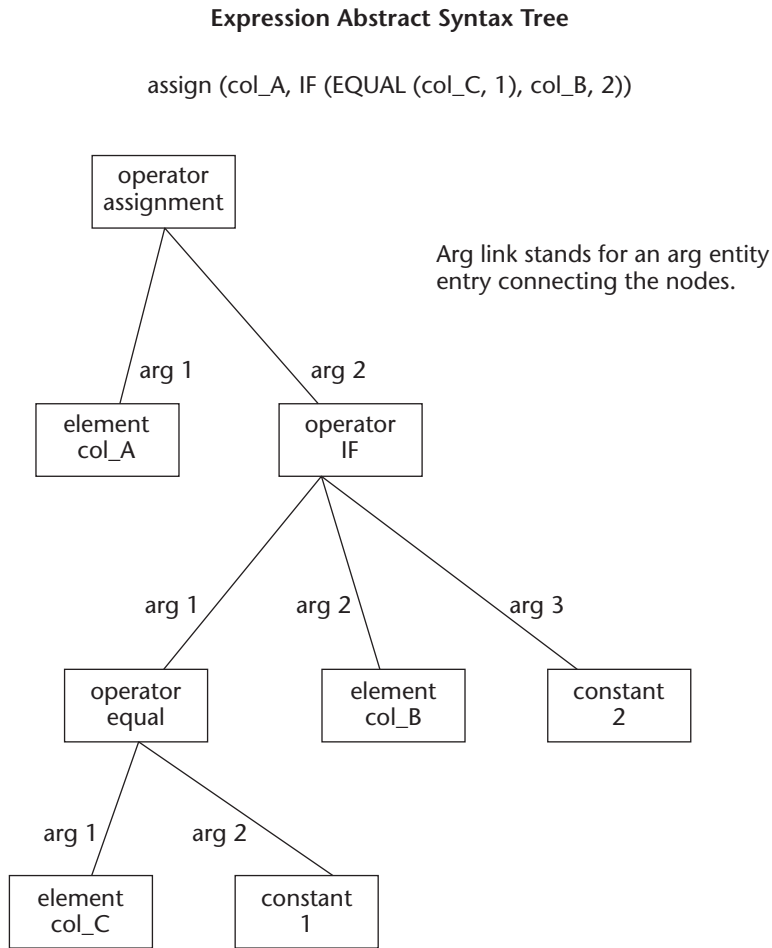 Expression Abstract Syntax Tree
assign (col_A, IF (EQUAL (col_C, 1), col_B, 2))
operator
assignment
Arg link stands for an arg entity
entry connecting the nodes.
arg 1
arg 2
element
col_A
operator
IF
arg 1
arg 2
arg 3
operator
equal
element
col_B
constant
2
arg 1
arg 2
element
col_C
constant
1